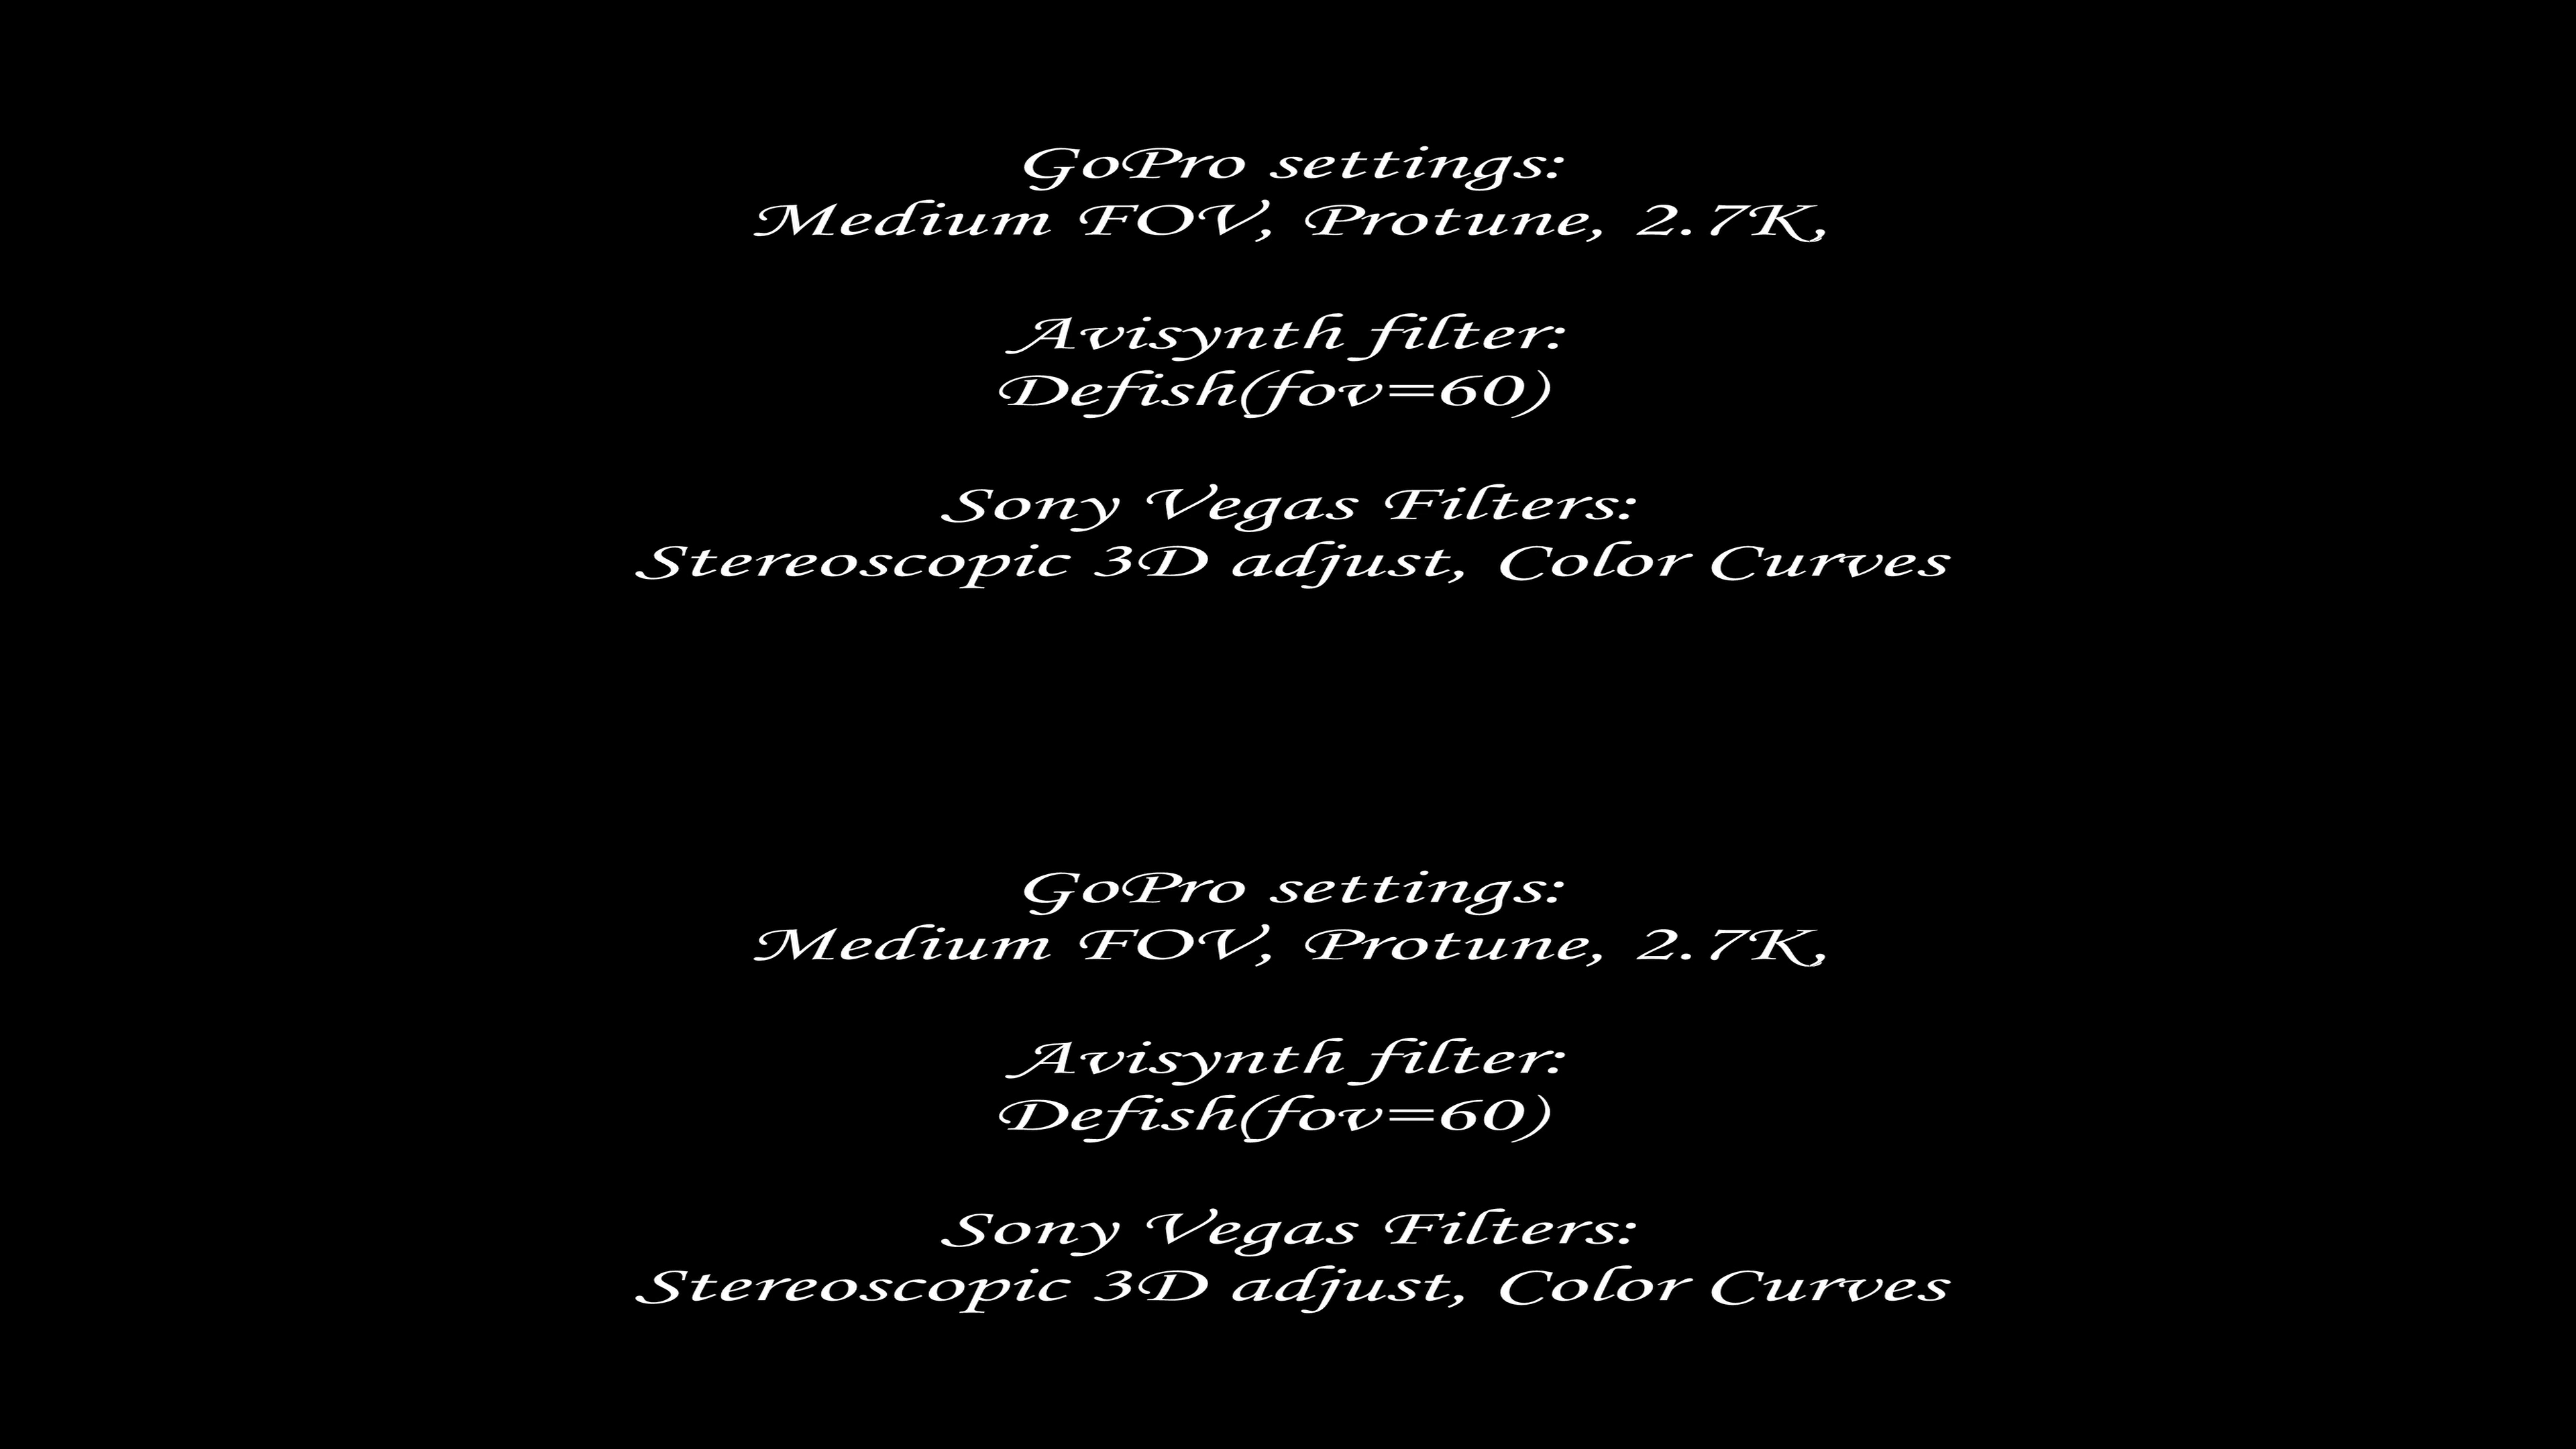 GoPro settings:
Medium FOV, Protune, 2.7K,
Avisynth filter:
Defish(fov=60)
Sony Vegas Filters:
Stereoscopic 3D adjust, Color Curves
GoPro settings:
Medium FOV, Protune, 2.7K,
Avisynth filter:
Defish(fov=60)
Sony Vegas Filters:
Stereoscopic 3D adjust, Color Curves